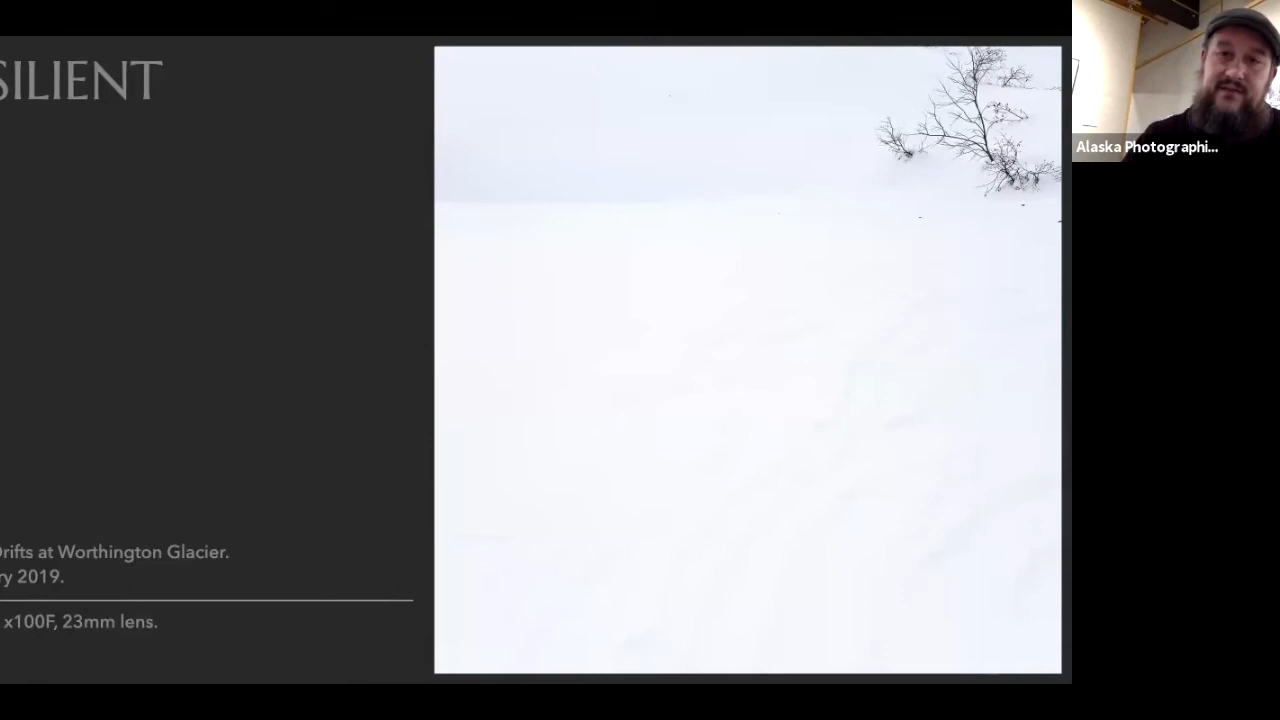 SILIENT
Alaska Photographi...
Drifts at Worthington Glacier.
ry 2019.
x100F, 23mm lens.